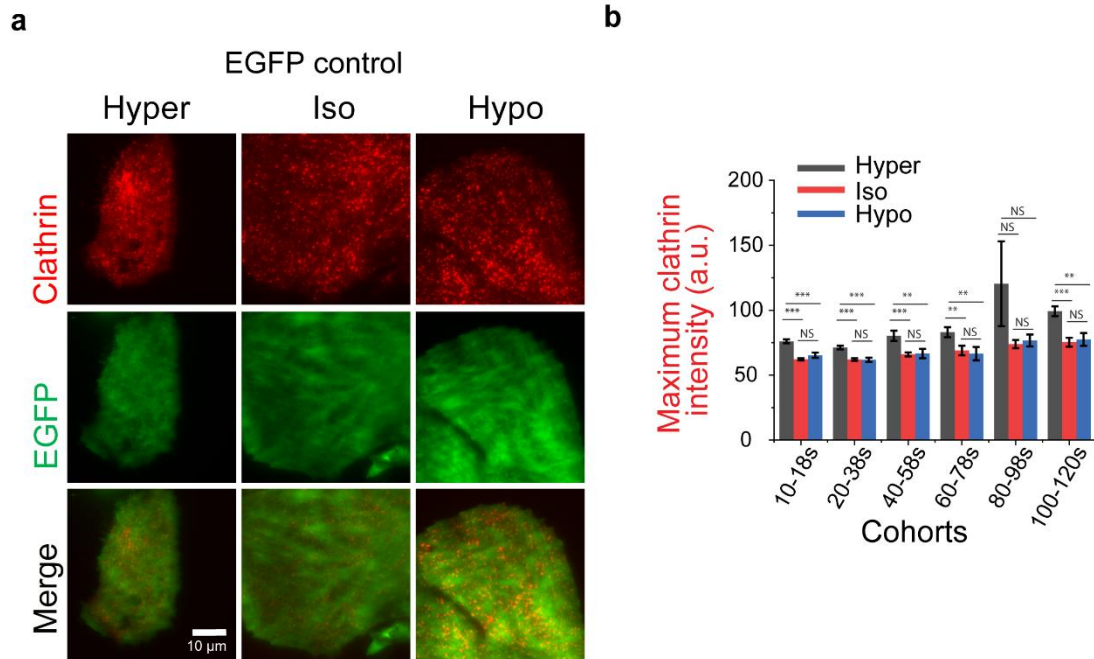 a
EGFP control
Hyper Iso Hypo
Clathrin
EGFP
Merge
10 µm
b
Maximum clathrin
intensity (a.u.)
Hyper
Iso
Hypo
200
150
100
50
0
*** *** NS
*** *** NS
** *** NS
** ** NS
NS NS NS
** *** NS
10-18s
20-38s
40-58s
60-78s
80-98s
100-120s
Cohorts